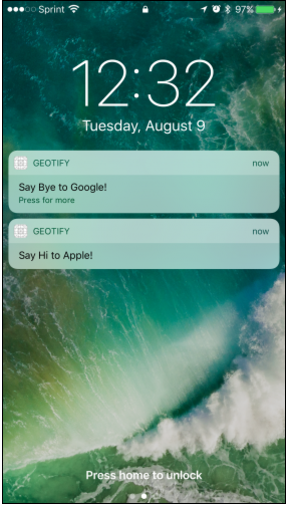 Sprint 97%
12:32
Tuesday, August 9
GEOTIFY now
Say Bye to Google!
Press for more
GEOTIFY now
Say Hi to Apple!
Press home to unlock